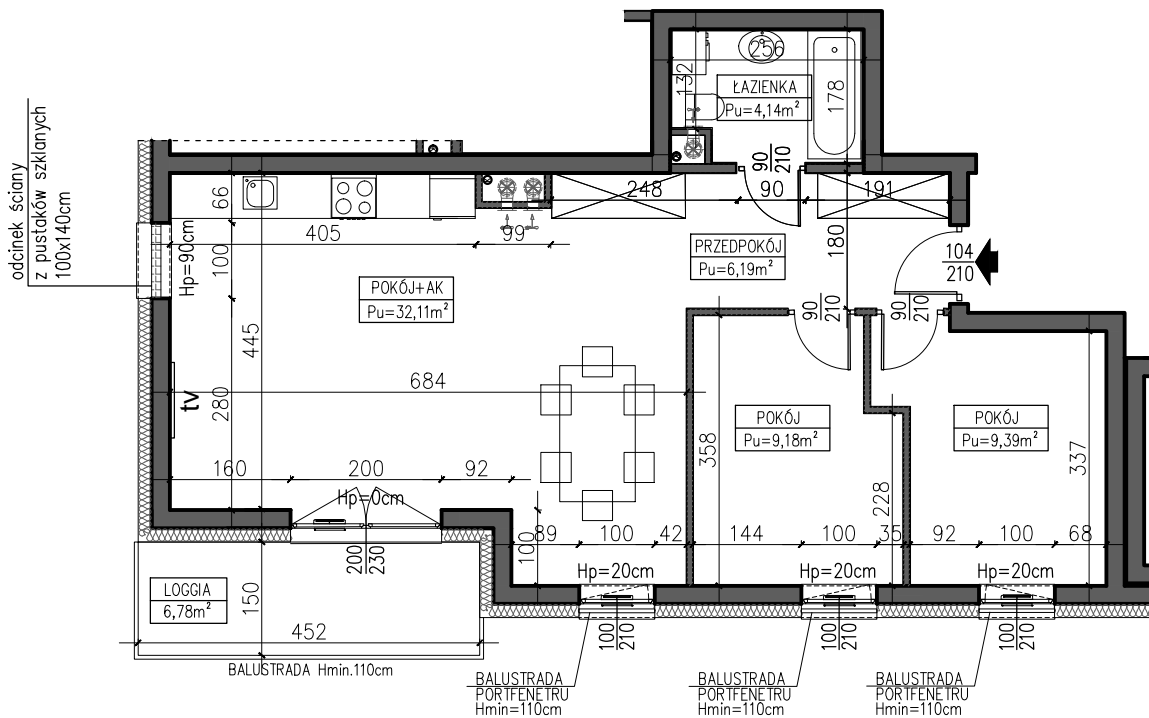 odcinek ściany
z pustaków szklanych
100x140cm
256
132
ŁAZIENKA
Pu=4,14m²
178
90
210
66
248
90
191
405
99
Hp=90cm
100
180
PRZEDPOKÓJ
Pu=6,19m²
104
210
POKÓJ+AK
Pu=32,11m²
90
210
90
210
445
684
280
tv
POKÓJ
Pu=9,18m²
POKÓJ
Pu=9,39m²
358
337
160
200
92
228
Hp=0cm
100
89
100
42
144
100
35
92
100
68
Hp=20cm
Hp=20cm
Hp=20cm
200
230
LOGGIA
6,78m²
150
452
100
210
100
210
100
210
BALUSTRADA Hmin.110cm
BALUSTRADA
PORTFENETRU
Hmin=110cm
BALUSTRADA
PORTFENETRU
Hmin=110cm
BALUSTRADA
PORTFENETRU
Hmin=110cm